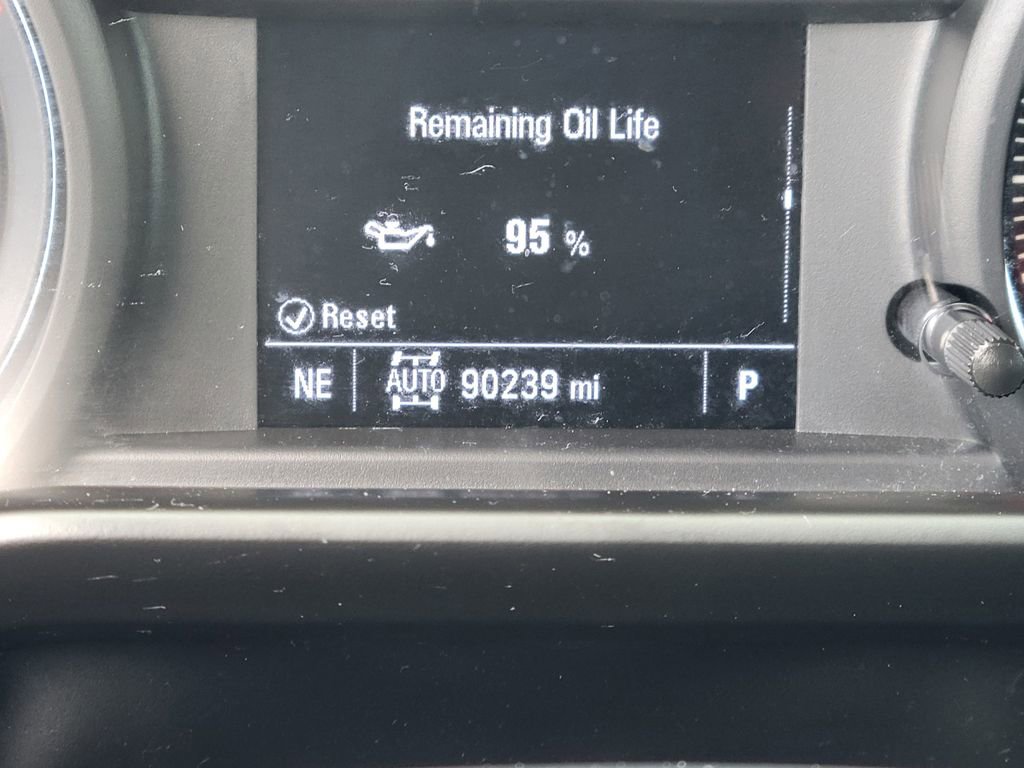 Remaining Oil Life
95 %
Reset
NE AUTO 90239 mi P